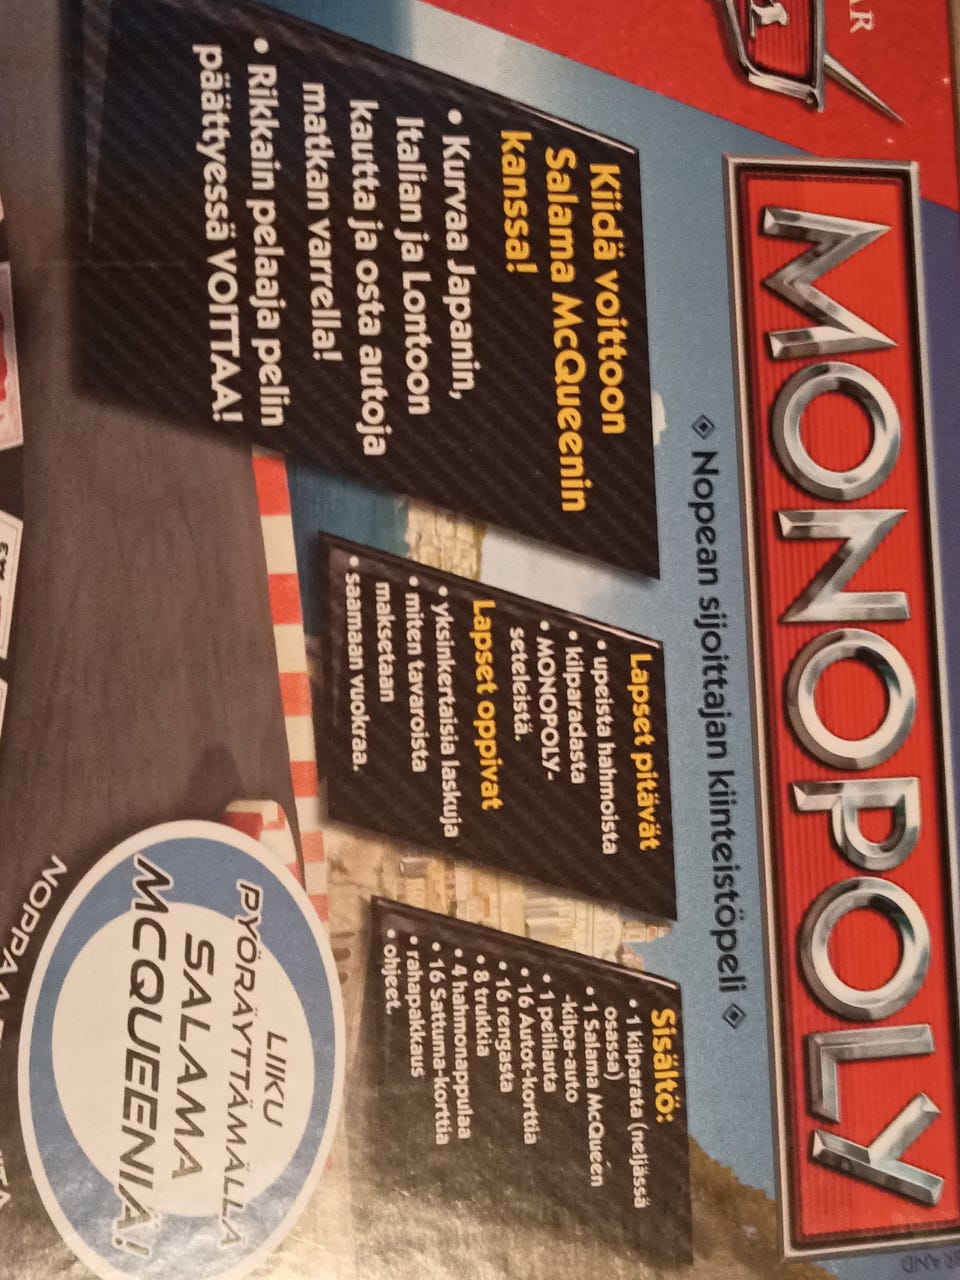 MONOPOLY
Nopean sijoittajan kiinteistöpeli
Kiidä voittoon
Salama McQueenin
kanssa!
• Kurvaa Japanin,
Italian ja Lontoon
kautta ja osta autoja
matkan varrella!
• Rikkain pelaaja pelin
päättyessä VOITTAA!
Lapset pitävät
• upeista hahmoista
• kilparadasta
• MONOPOLY-
seteleistä.
Lapset oppivat
• yksinkertaisia laskuja
• miten tavaroista
maksetaan
• saamaan vuokraa.
Sisältö:
• 1 kilparata (neljässä
osassa)
• 1 Salama McQueen
-kilpa-auto
• 1 pelilauta
• 16 Autot-korttia
• 16 rengasta
• 8 trukkia
• 4 hahmonappulaa
• 16 Sattuma-korttia
• rahapakkaus
• ohjeet.
LIIKU
PYÖRÄYTTÄMÄLLÄ
SALAMA
MCQUEENIÄ!